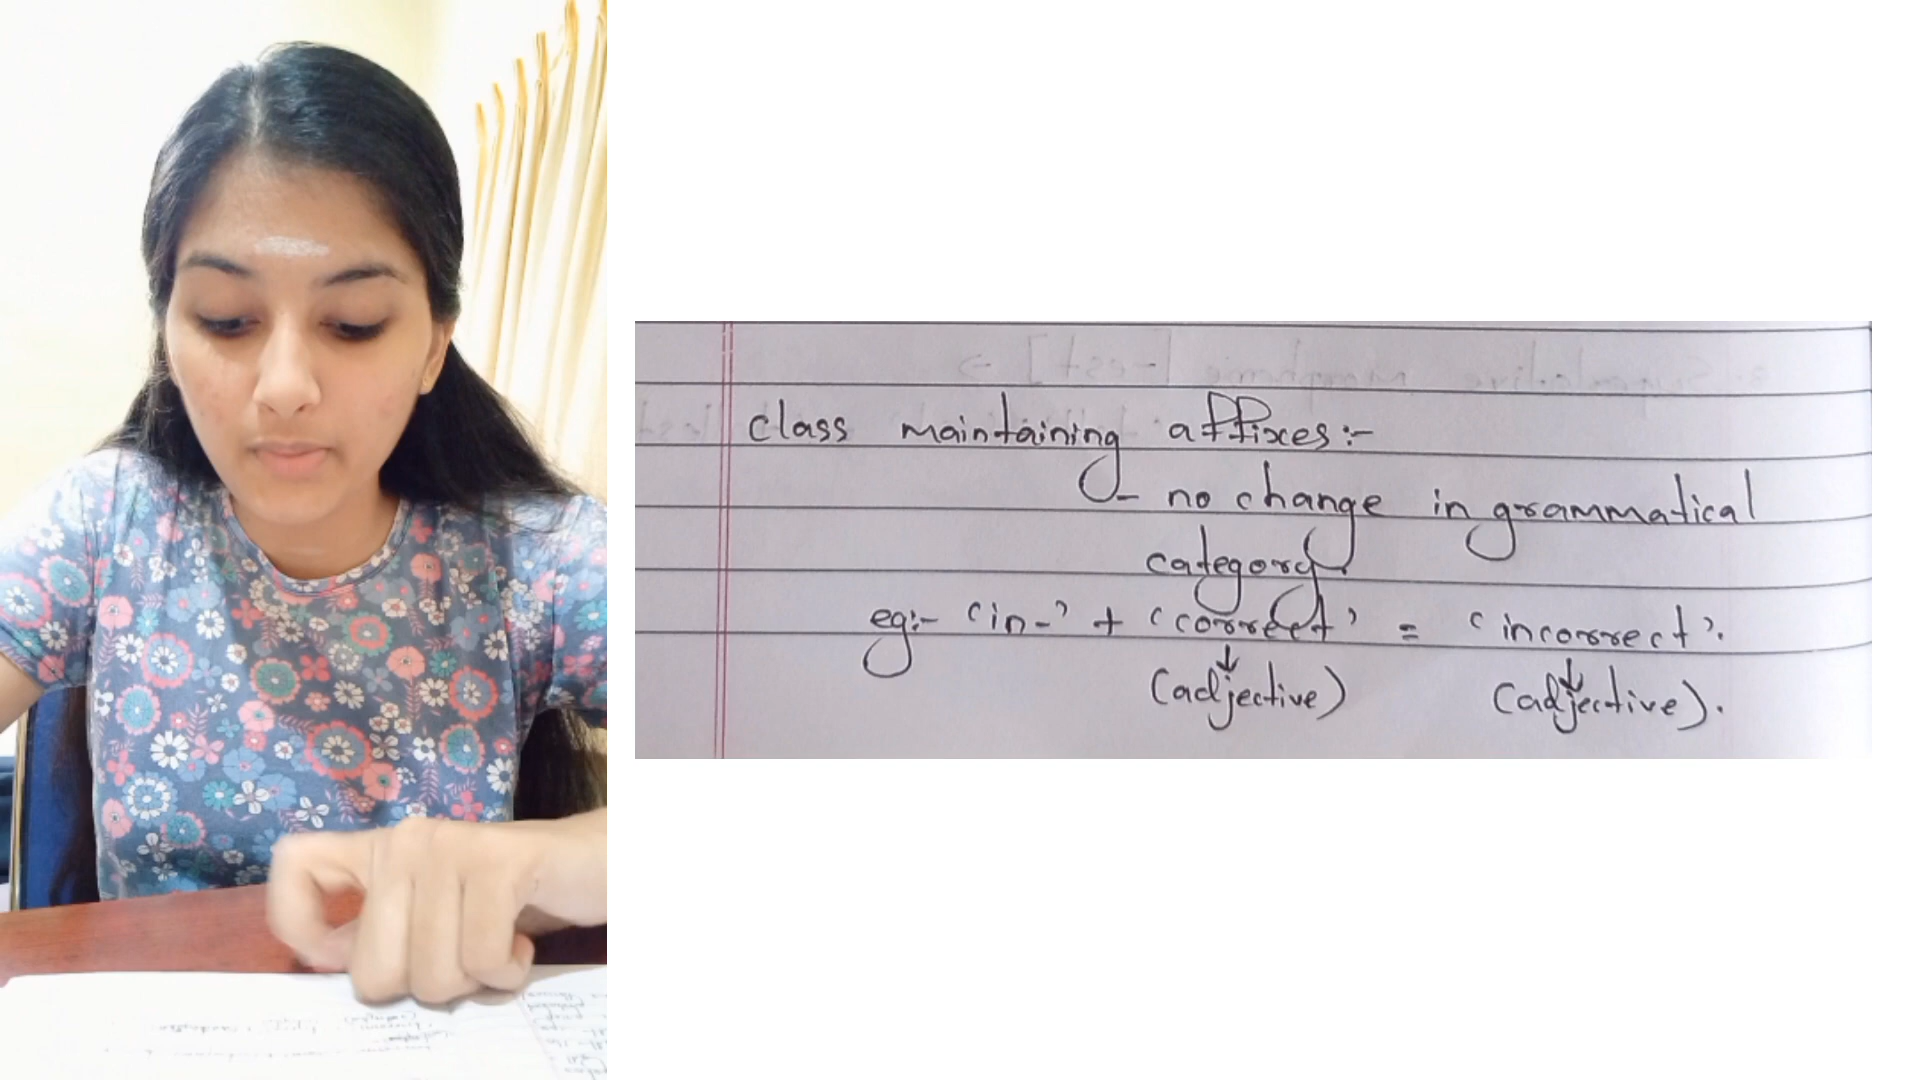 class maintaining affixes:-
- no change in grammatical
category.
eg:- 'in-' + 'correct' = 'incorrect'.
(adjective) (adjective).